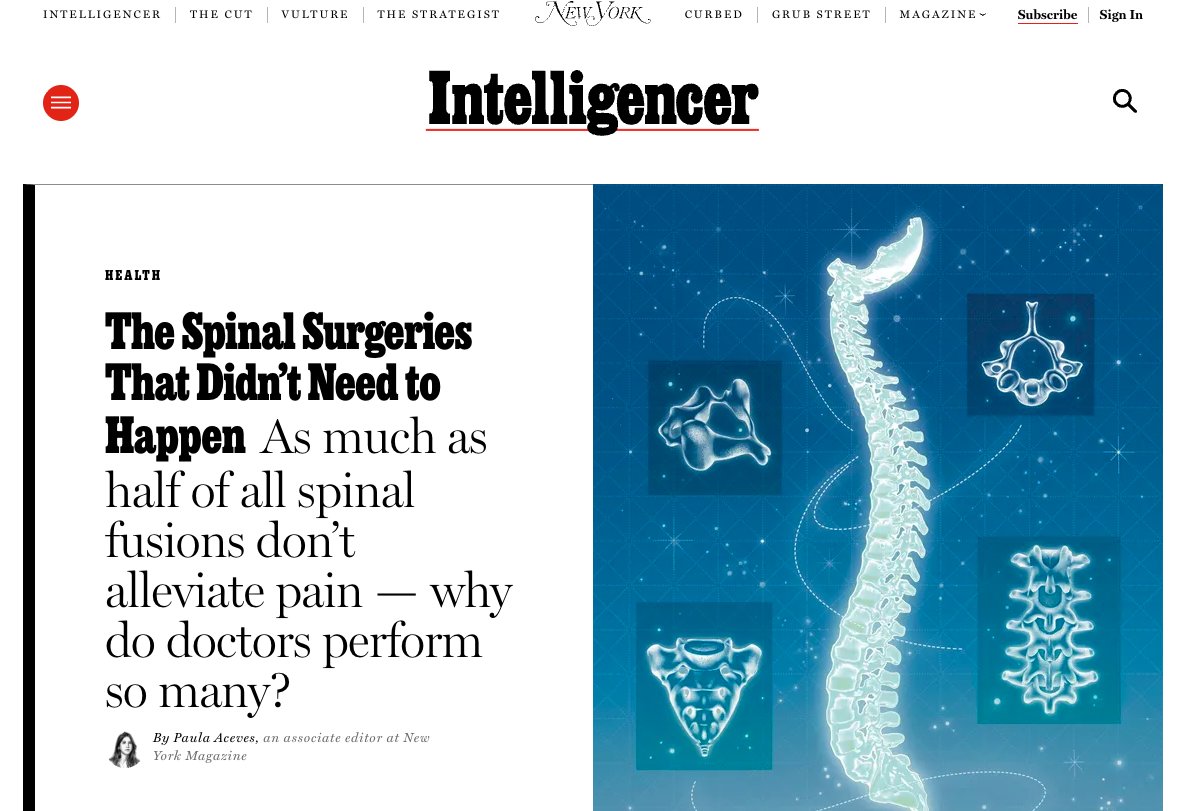 INTELLIGENCER THE CUT VULTURE THE STRATEGIST NEW YORK CURBED GRUB STREET MAGAZINE Subscribe Sign In
Intelligencer
HEALTH
The Spinal Surgeries
That Didn’t Need to
Happen As much as
half of all spinal
fusions don’t
alleviate pain — why
do doctors perform
so many?
By Paula Aceves, an associate editor at New
York Magazine